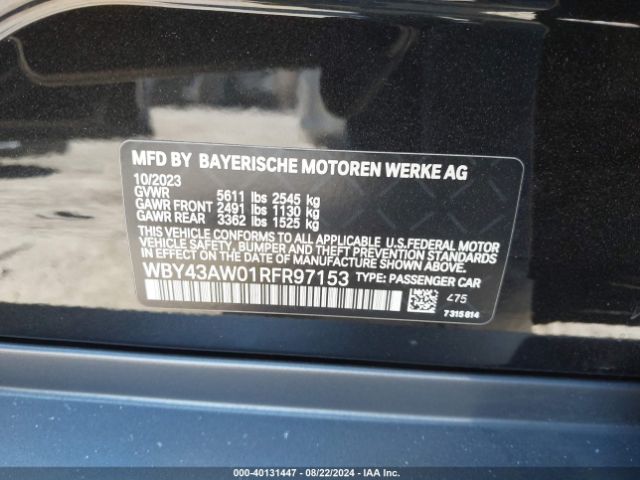 MFD BY BAYERISCHE MOTOREN WERKE AG
10/2023
GVWR 5611 lbs 2545 kg
GAWR FRONT 2491 lbs 1130 kg
GAWR REAR 3362 lbs 1525 kg
THIS VEHICLE CONFORMS TO ALL APPLICABLE U.S.FEDERAL MOTOR
VEHICLE SAFETY, BUMPER AND THEFT PREVENTION STANDARDS
IN EFFECT ON THE DATE OF MANUFACTURE SHOWN ABOVE.
WBY43AW01RFR97153 TYPE: PASSENGER CAR
475
7315614
000-40131447 - 08/22/2024 - IAAI.COM